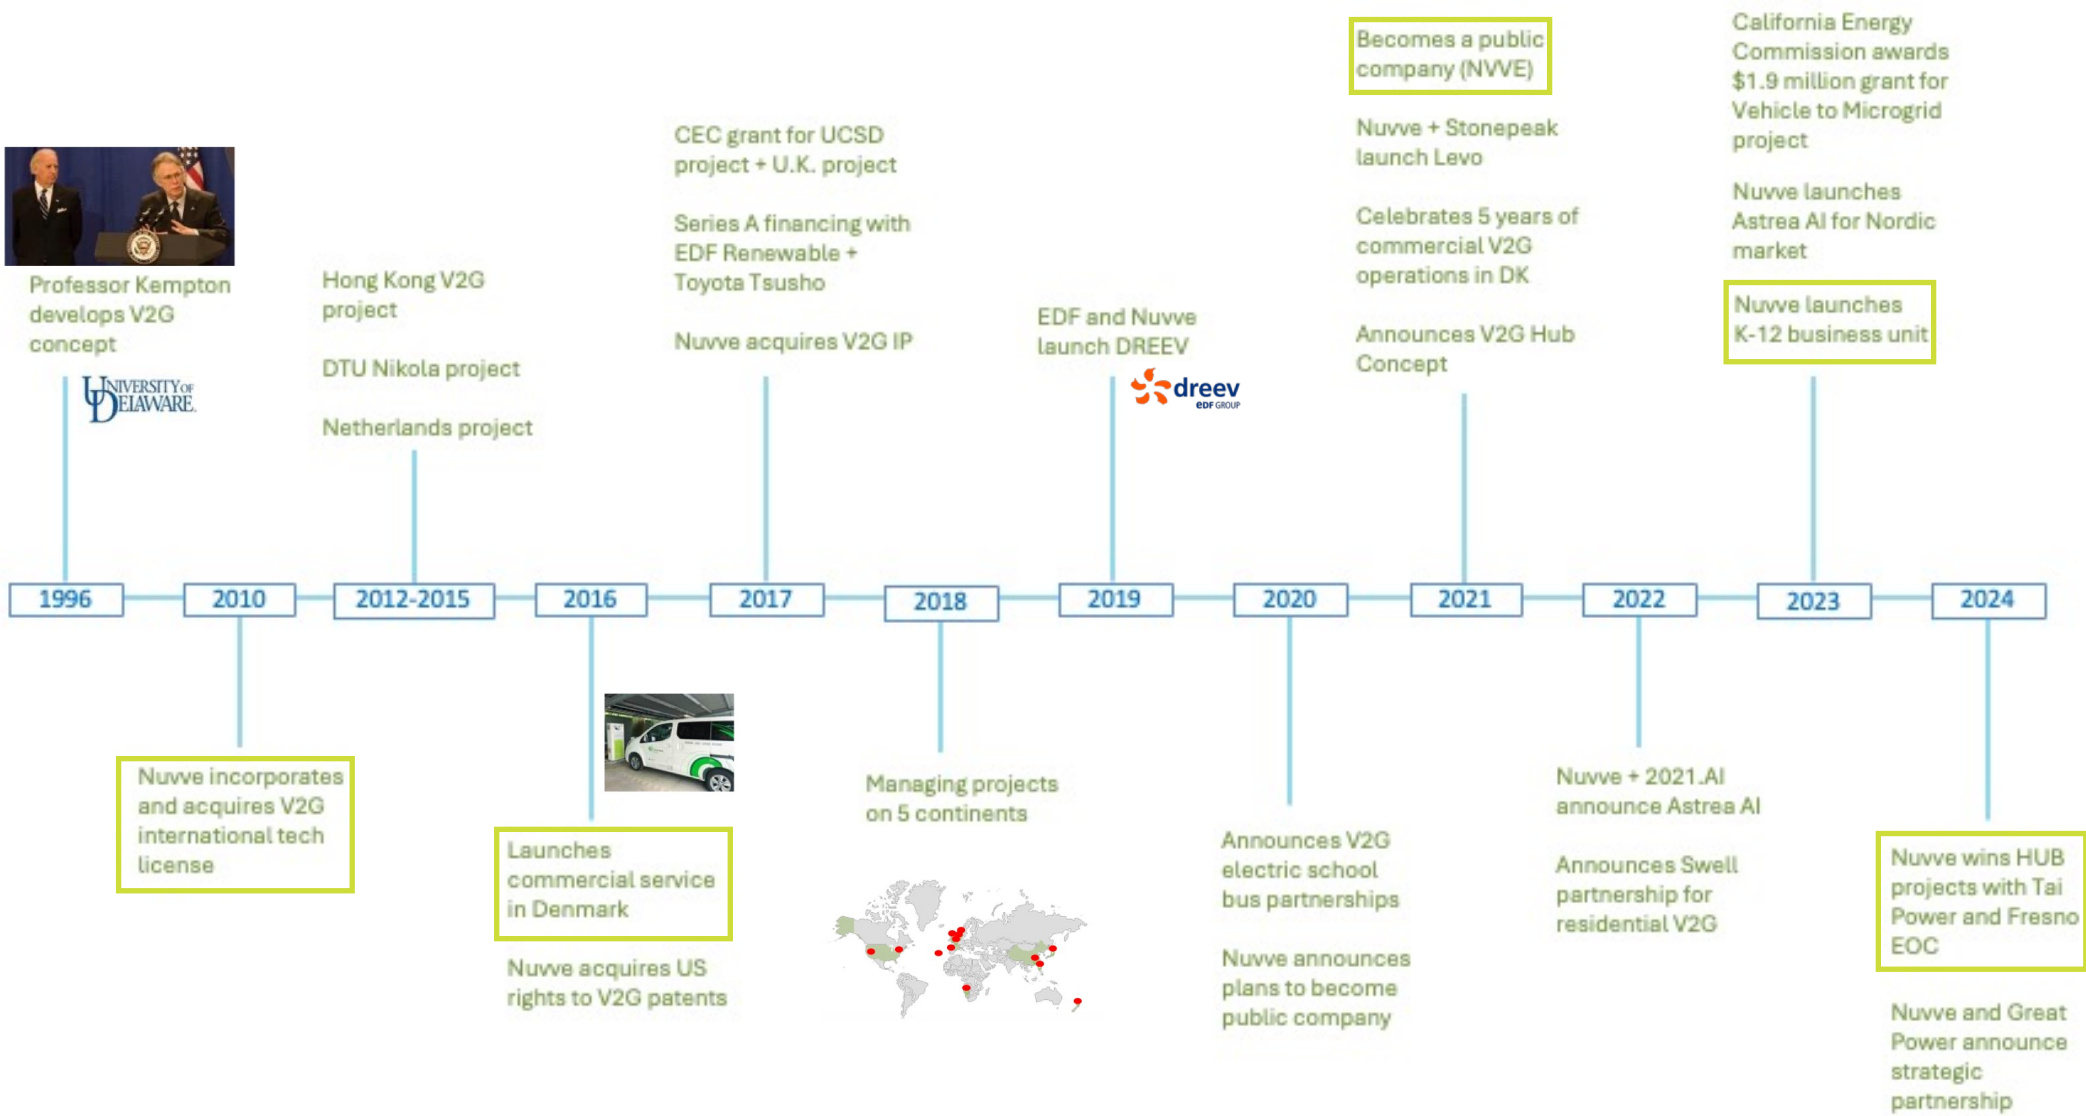 Professor Kempton
develops V2G
concept
UNIVERSITY OF
DELAWARE.
1996
2010
Nuvve incorporates
and acquires V2G
international tech
license
Hong Kong V2G
project
DTU Nikola project
Netherlands project
2012-2015
2016
Launches
commercial service
in Denmark
Nuvve acquires US
rights to V2G patents
CEC grant for UCSD
project + U.K. project
Series A financing with
EDF Renewable +
Toyota Tsusho
Nuvve acquires V2G IP
2017
2018
Managing projects
on 5 continents
EDF and Nuvve
launch DREEV
dreev
EDF GROUP
2019
2020
Announces V2G
electric school
bus partnerships
Nuvve announces
plans to become
public company
Becomes a public
company (NVVE)
Nuvve + Stonepeak
launch Levo
Celebrates 5 years of
commercial V2G
operations in DK
Announces V2G Hub
Concept
2021
2022
Nuvve + 2021.AI
announce Astrea AI
Announces Swell
partnership for
residential V2G
California Energy
Commission awards
$1.9 million grant for
Vehicle to Microgrid
project
Nuvve launches
Astrea AI for Nordic
market
Nuvve launches
K-12 business unit
2023
2024
Nuvve wins HUB
projects with Tai
Power and Fresno
EOC
Nuvve and Great
Power announce
strategic
partnership